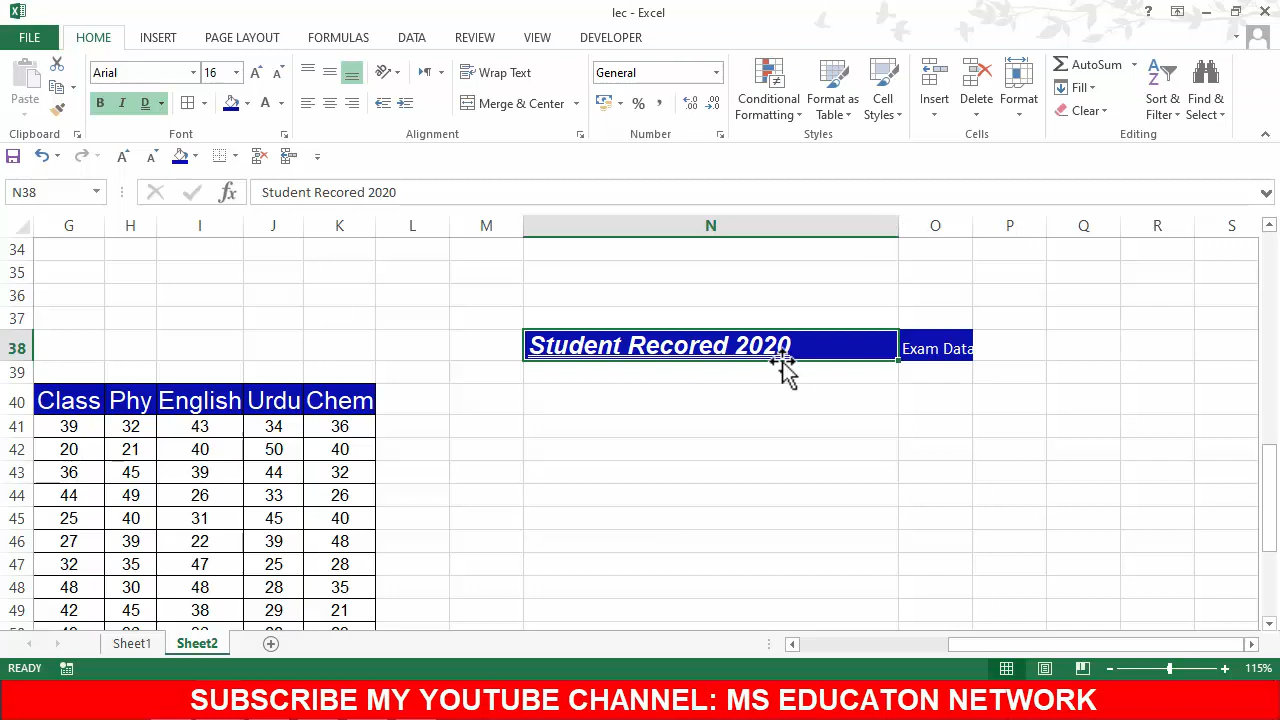 lec - Excel
FILE HOME INSERT PAGE LAYOUT FORMULAS DATA REVIEW VIEW DEVELOPER
Paste Arial 16 Wrap Text General Conditional Formatting Format as Table Cell Styles Insert Delete Format AutoSum Sort & Filter Find & Select
B I D A Merge & Center % , Fill Clear
Clipboard Font Alignment Number Styles Cells Editing
N38 fx Student Recored 2020
G H I J K L M N O P Q R S
34
35
36
37
38 Student Recored 2020 Exam Data
39
40 Class Phy English Urdu Chem
41 39 32 43 34 36
42 20 21 40 50 40
43 36 45 39 44 32
44 44 49 26 33 26
45 25 40 31 45 40
46 27 39 22 39 48
47 32 35 47 25 28
48 48 30 48 28 35
49 42 45 38 29 21
Sheet1 Sheet2
READY 115%
SUBSCRIBE MY YOUTUBE CHANNEL: MS EDUCATON NETWORK